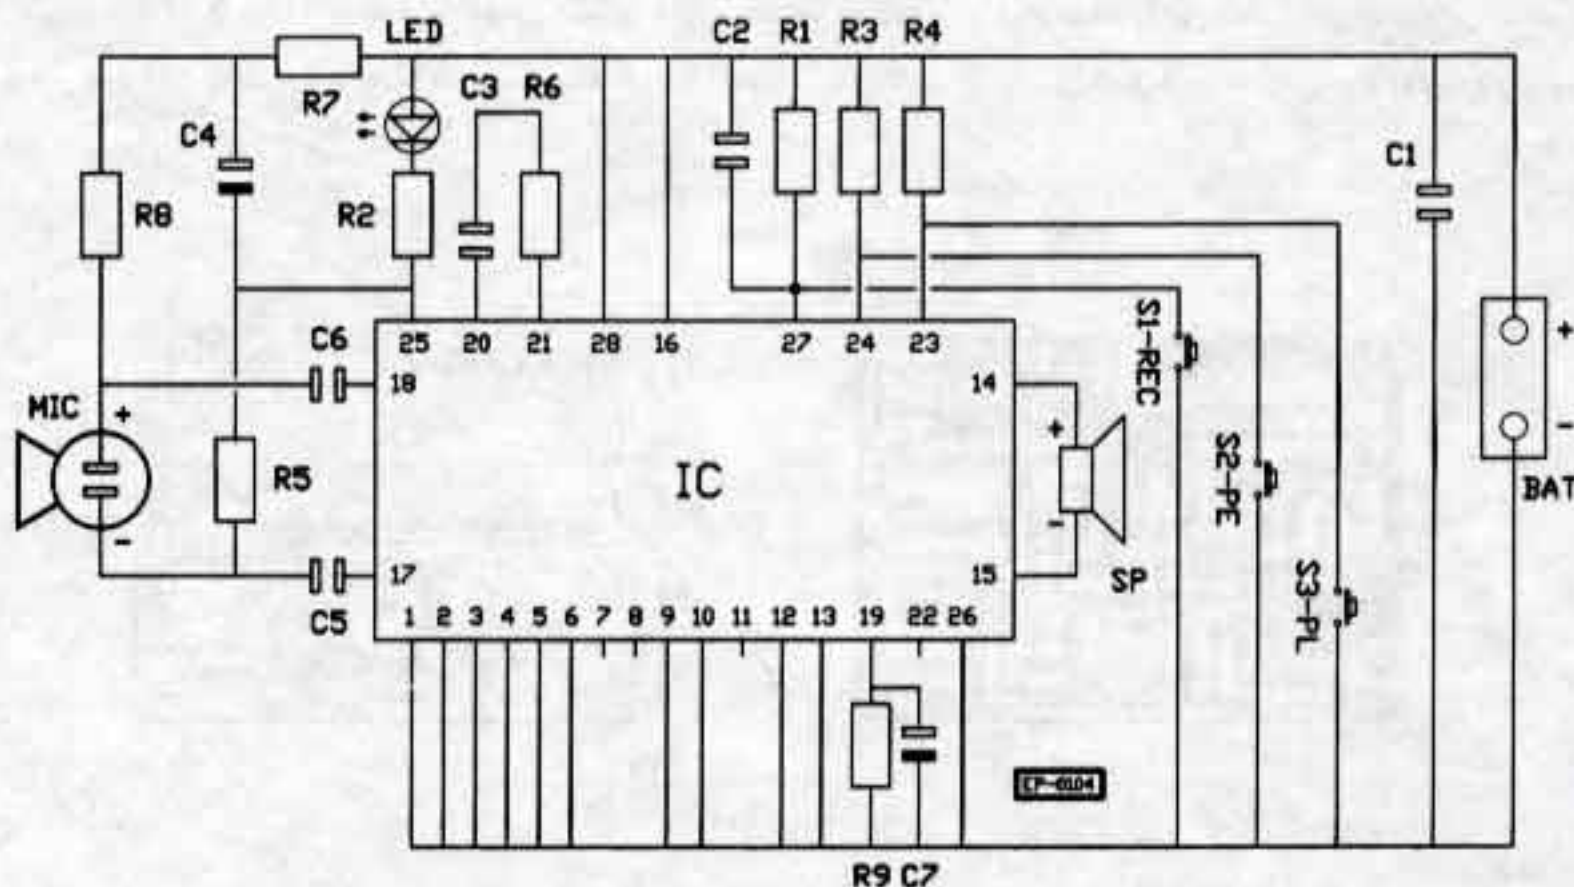 LED C2 R1 R3 R4
R7 C3 R6
C4 C1
R8 R2
S1-REC
C6 25 20 21 28 16 27 24 23
18 14
MIC + + +
- 
S2-PE
R5 IC
BAT
- -
SP
S3-PL
17 15
C5 1 2 3 4 5 6 7 8 9 10 11 12 13 19 22 26
EP-0104
R9 C7